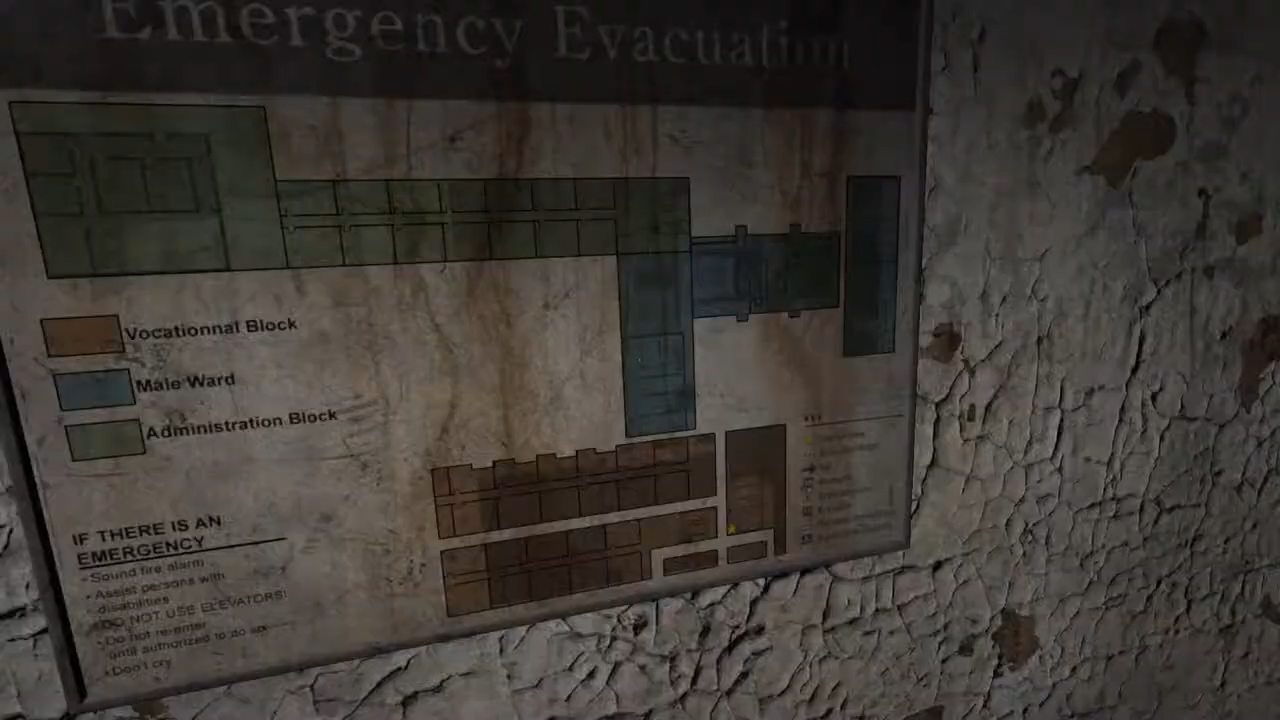 Emergency Evacuation
Vocationnal Block
Male Ward
Administration Block
IF THERE IS AN
EMERGENCY
- Sound fire alarm
- Assist persons with
disabilities
- DO NOT USE ELEVATORS!
- Do not re-enter
until authorized to do so
- Don't cry